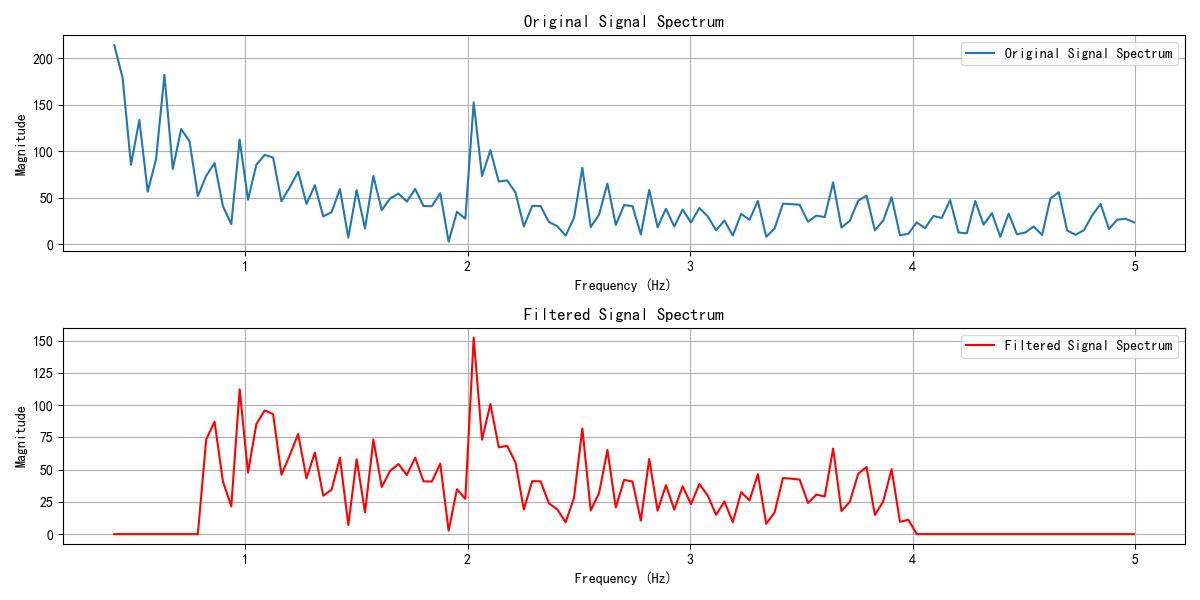 Original Signal Spectrum
Original Signal Spectrum
Magnitude
200
150
100
50
0
1 2 3 4 5
Frequency (Hz)
Filtered Signal Spectrum
Filtered Signal Spectrum
Magnitude
150
125
100
75
50
25
0
1 2 3 4 5
Frequency (Hz)